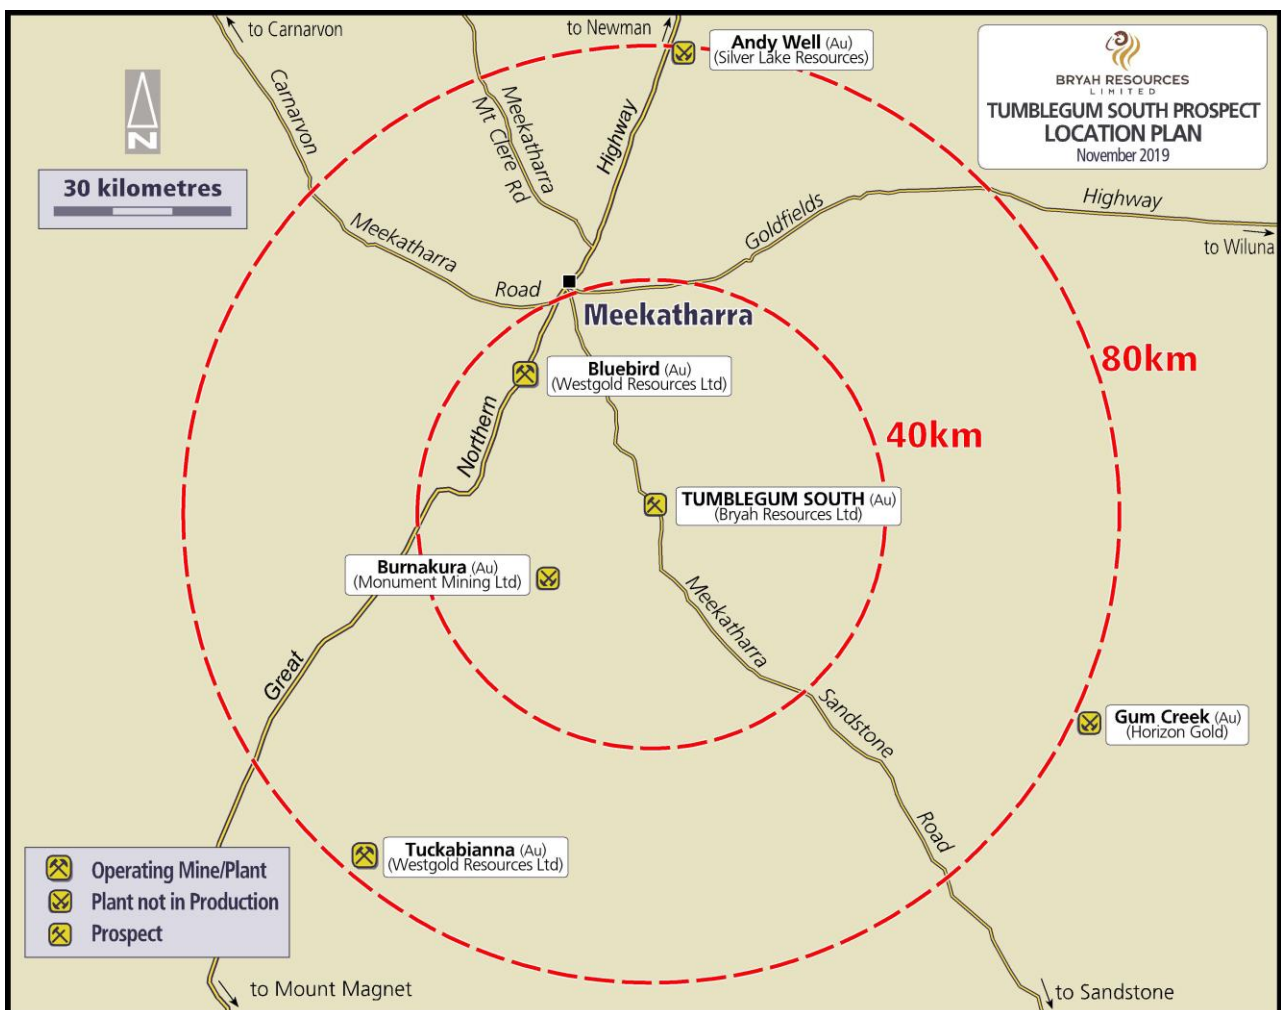 to Carnarvon
to Newman
Andy Well (Au)
(Silver Lake Resources)
BRYAH RESOURCES
LIMITED
TUMBLEGUM SOUTH PROSPECT
LOCATION PLAN
November 2019
N
30 kilometres
Carnarvon
Meekatharra
Mt Clere Rd
Highway
Meekatharra
Road
Goldfields
Highway
to Wiluna
Meekatharra
80km
40km
Bluebird (Au)
(Westgold Resources Ltd)
Northern
TUMBLEGUM SOUTH (Au)
(Bryah Resources Ltd)
Burnakura (Au)
(Monument Mining Ltd)
Meekatharra
Great
Sandstone
Gum Creek (Au)
(Horizon Gold)
Road
Tuckabianna (Au)
(Westgold Resources Ltd)
Operating Mine/Plant
Plant not in Production
Prospect
to Mount Magnet
to Sandstone